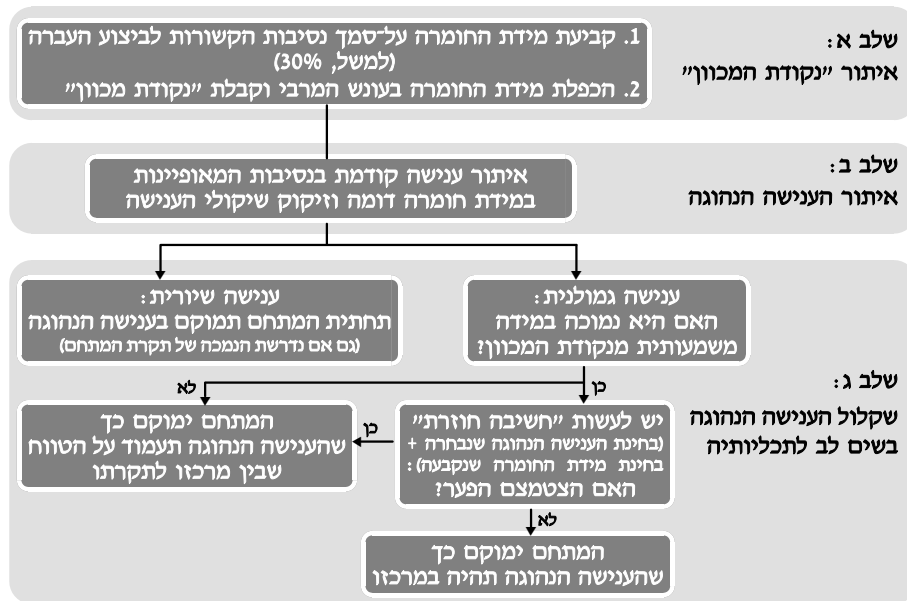 שלב א:
איתור "נקודת המכוון"
1. קביעת מידת החומרה על־סמך נסיבות הקשורות לביצוע העברה
(למשל, 30%)
2. הכפלת מידת החומרה בעונש המרבי וקבלת "נקודת מכוון"
שלב ב:
איתור הענישה הנהוגה
איתור ענישה קודמת בנסיבות המאופיינות
במידת חומרה דומה וזיקוק שיקולי הענישה
שלב ג:
שקלול הענישה הנהוגה
בשים לב לתכליותיה
ענישה גמולנית:
האם היא נמוכה במידה
משמעותית מנקודת המכוון?
ענישה שיורית:
תחתית המתחם תמוקם בענישה הנהוגה
(גם אם נדרשת הנמכה של תקרת המתחם)
כן
לא
יש לעשות "חשיבה חוזרת"
(בחינת הענישה הנהוגה שנבחרה +
בחינת מידת החומרה שנקבעה):
האם הצטמצם הפער?
כן
המתחם ימוקם כך
שהענישה הנהוגה תעמוד על הטווח
שבין מרכזו לתקרתו
לא
המתחם ימוקם כך
שהענישה הנהוגה תהיה במרכזו